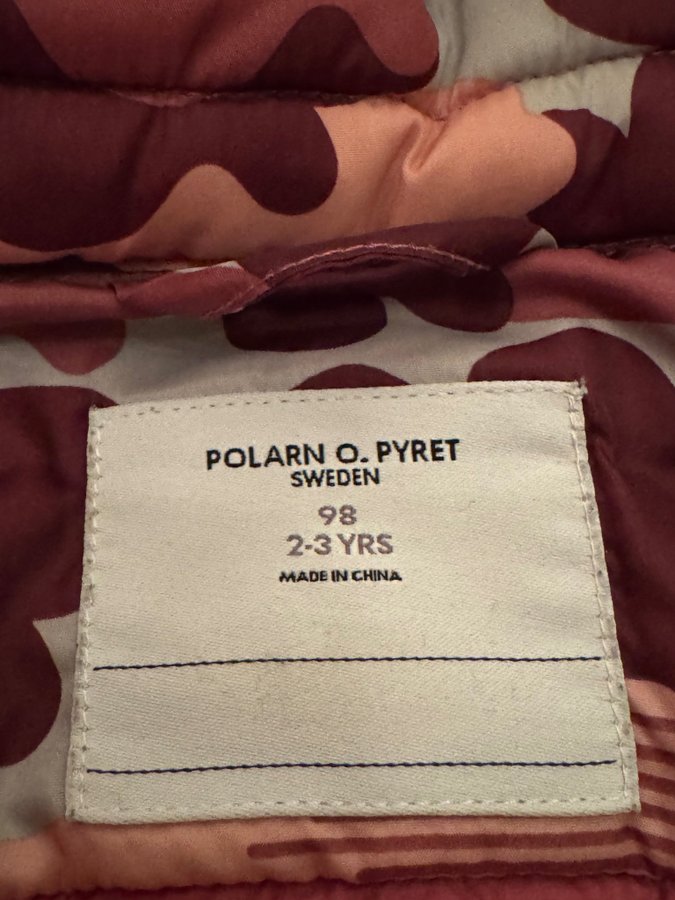 POLARN O. PYRET
SWEDEN
98
2-3 YRS
MADE IN CHINA